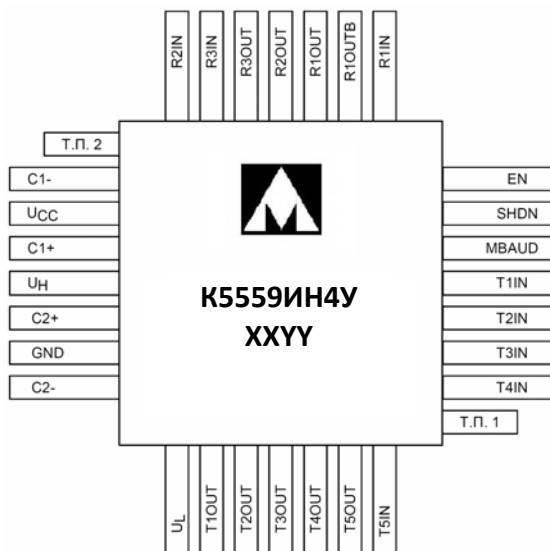 R2IN
R3IN
R3OUT
R2OUT
R1OUT
R1OUTB
R1IN
Т.П. 2
C1-
UCC
C1+
UH
C2+
GND
C2-
EN
SHDN
MBAUD
T1IN
T2IN
T3IN
T4IN
Т.П. 1
К5559ИН4У
XXYY
UL
T1OUT
T2OUT
T3OUT
T4OUT
T5OUT
T5IN